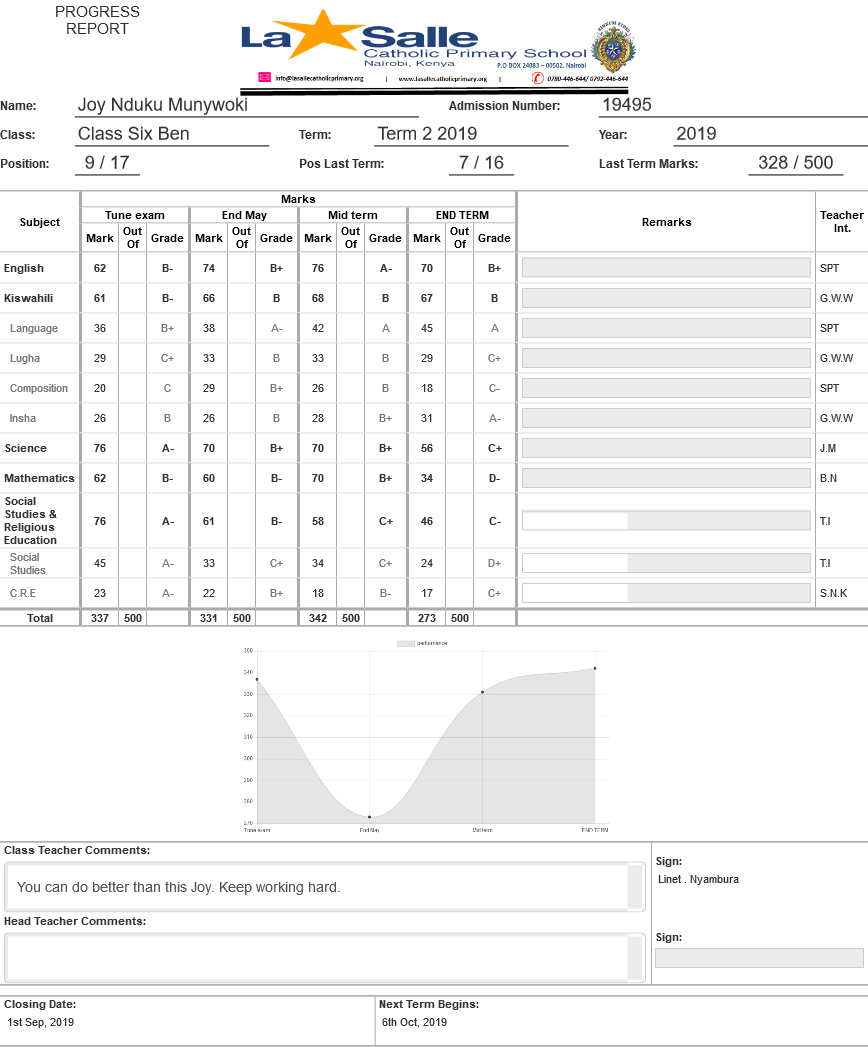 PROGRESS
REPORT
La Salle
Catholic Primary School
Nairobi, Kenya
P.O BOX 24083 – 00502, Nairobi
info@lasallecatholicprimary.org | www.lasallecatholicprimary.org | 0780-446-644/ 0792-446-644
Name: Joy Nduku Munywoki Admission Number: 19495
Class: Class Six Ben Term: Term 2 2019 Year: 2019
Position: 9 / 17 Pos Last Term: 7 / 16 Last Term Marks: 328 / 500
Subject Marks Remarks Teacher Int.
Tune exam End May Mid term END TERM
Mark Out Of Grade Mark Out Of Grade Mark Out Of Grade Mark Out Of Grade
English 62 B- 74 B+ 76 A- 70 B+ SPT
Kiswahili 61 B- 66 B 68 B 67 B G.W.W
Language 36 B+ 38 A- 42 A 45 A SPT
Lugha 29 C+ 33 B 33 B 29 C+ G.W.W
Composition 20 C 29 B+ 26 B 18 C- SPT
Insha 26 B 26 B 28 B+ 31 A- G.W.W
Science 76 A- 70 B+ 70 B+ 56 C+ J.M
Mathematics 62 B- 60 B- 70 B+ 34 D- B.N
Social Studies & Religious Education 76 A- 61 B- 58 C+ 46 C- T.I
Social Studies 45 A- 33 C+ 34 C+ 24 D+ T.I
C.R.E 23 A- 22 B+ 18 B- 17 C+ S.N.K
Total 337 500 331 500 342 500 273 500
performance
350
340
330
320
310
300
290
280
270
Tune exam End May Mid term END TERM
Class Teacher Comments:
You can do better than this Joy. Keep working hard.
Sign:
Linet . Nyambura
Head Teacher Comments:
Sign:
Closing Date: Next Term Begins:
1st Sep, 2019 6th Oct, 2019